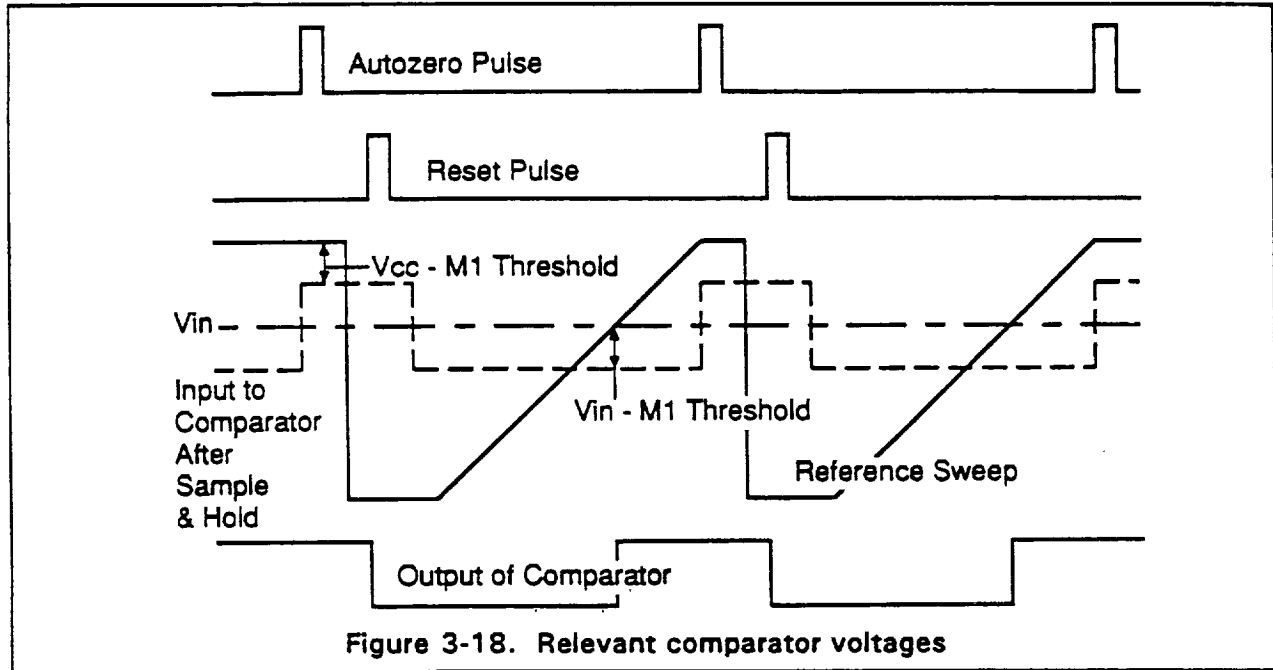 Autozero Pulse
Reset Pulse
Vcc - M1 Threshold
Vin
Input to
Comparator
After
Sample
& Hold
Vin - M1 Threshold
Reference Sweep
Output of Comparator
Figure 3-18. Relevant comparator voltages